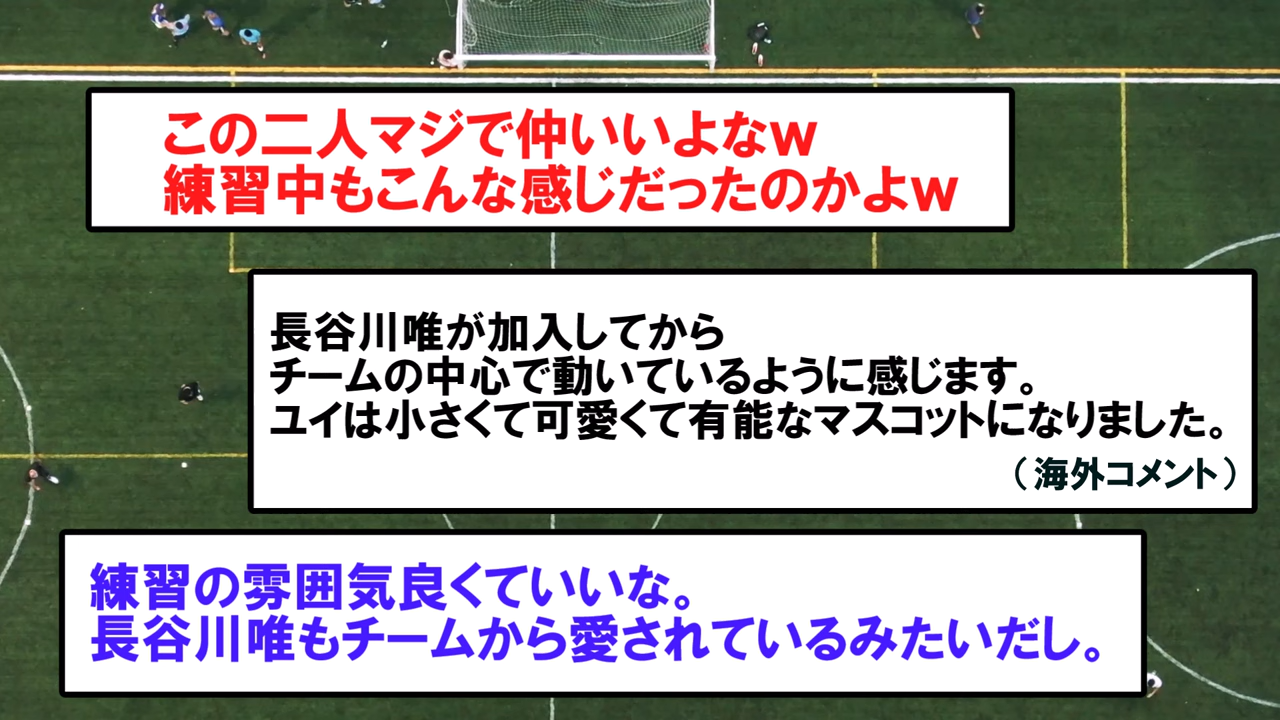 この二人マジで仲いいよなw
練習中もこんな感じだったのかよw
長谷川唯が加入してから
チームの中心で動いているように感じます。
ユイは小さくて可愛くて有能なマスコットになりました。
(海外コメント)
練習の雰囲気良くていいな。
長谷川唯もチームから愛されているみたいだし。